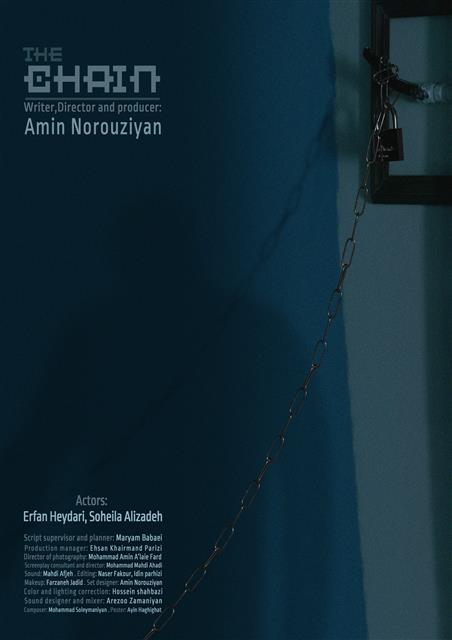 THE
CHAIN
Writer,Director and producer:
Amin Norouziyan
Actors:
Erfan Heydari, Soheila Alizadeh
Script supervisor and planner: Maryam Babaei
Production manager: Ehsan Khairmand Parizi
Director of photography: Mohammad Amin A'laie Fard
Screenplay consultant and director: Mohammad Mahdi Ahadi
Sound: Mahdi Afjeh . Editing: Naser Fakour, Idin parhizi
Makeup: Farzaneh Jadid . Set designer: Amin Norouziyan
Color and lighting correction: Hossein shahbazi
Sound designer and mixer: Arezoo Zamaniyan
Composer: Mohammad Soleymaniyan . Poster: Ayin Haghighat